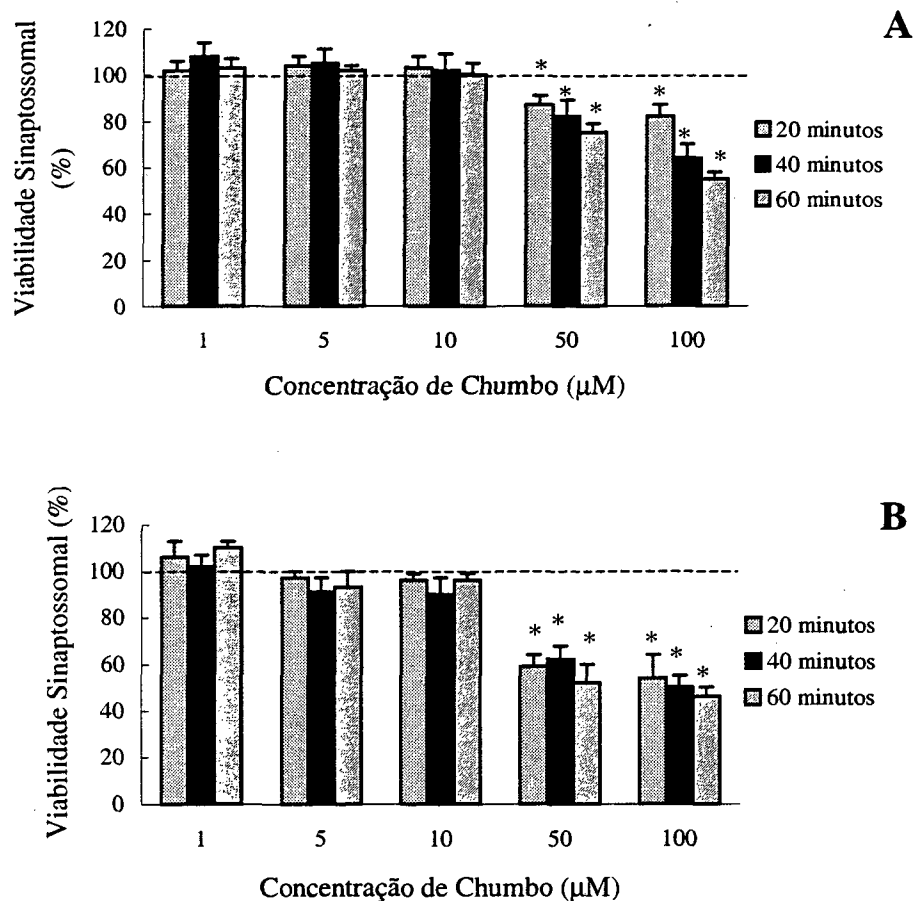 A
120
100
80
60
40
20
0
Viabilidade Sinaptossomal
(%)
* * * * * *
20 minutos
40 minutos
60 minutos
1 5 10 50 100
Concentração de Chumbo (µM)
B
120
100
80
60
40
20
0
Viabilidade Sinaptossomal (%)
* * * * * *
20 minutos
40 minutos
60 minutos
1 5 10 50 100
Concentração de Chumbo (µM)